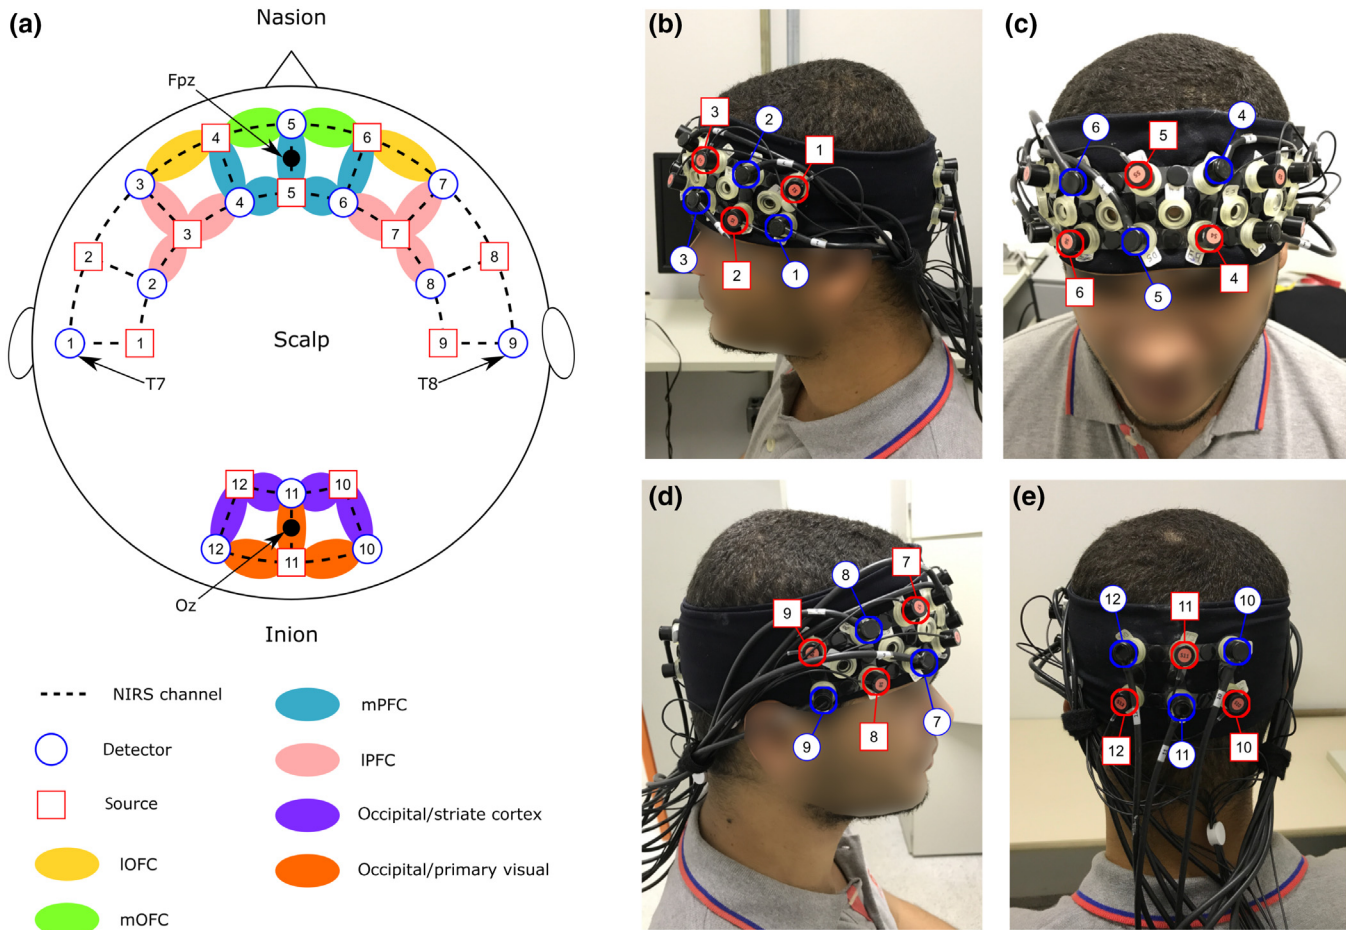 (a)
Nasion
Fpz
5
4
6
3
7
4
5
6
3
7
2
8
2
8
1
1
9
9
Scalp
T7
T8
12
11
10
12
11
10
Oz
Inion
NIRS channel
Detector
Source
lOFC
mOFC
mPFC
lPFC
Occipital/striate cortex
Occipital/primary visual
(b)
3
2
1
3
2
1
(c)
6
5
4
6
5
4
(d)
8
7
9
9
8
7
(e)
12
11
10
12
11
10